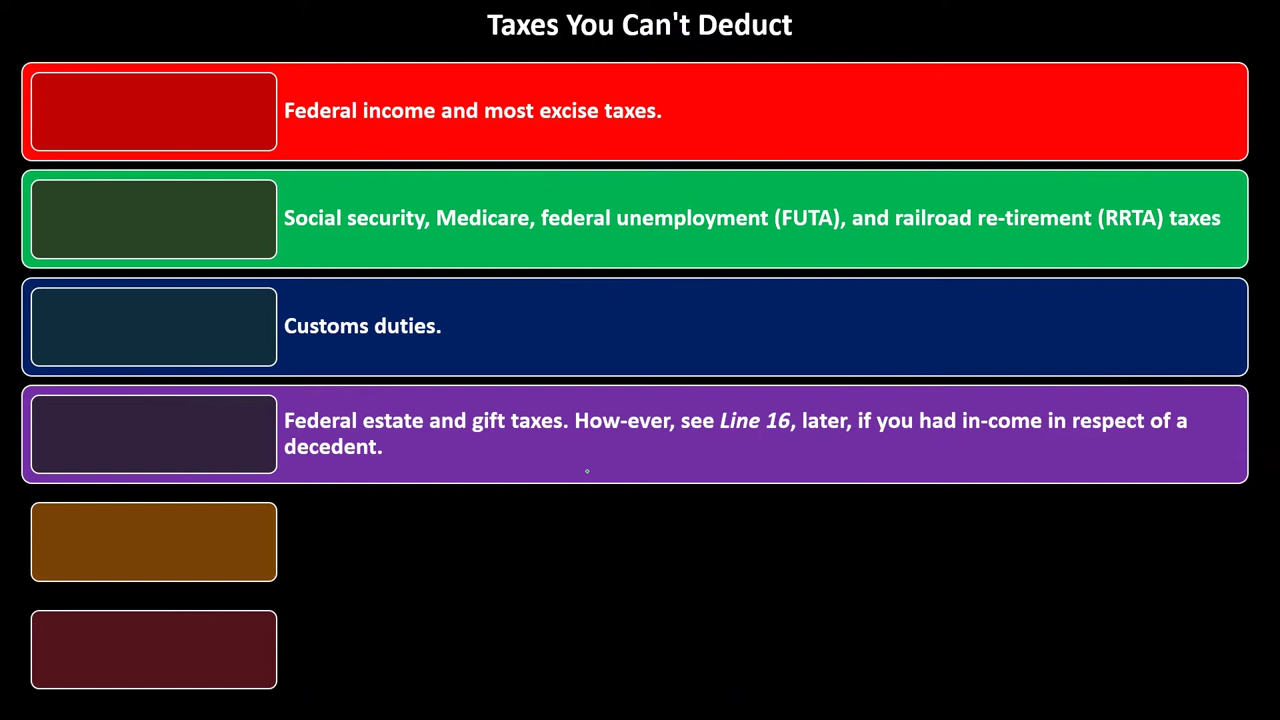 Taxes You Can't Deduct
Federal income and most excise taxes.
Social security, Medicare, federal unemployment (FUTA), and railroad re-tirement (RRTA) taxes
Customs duties.
Federal estate and gift taxes. How-ever, see Line 16, later, if you had in-come in respect of a
decedent.